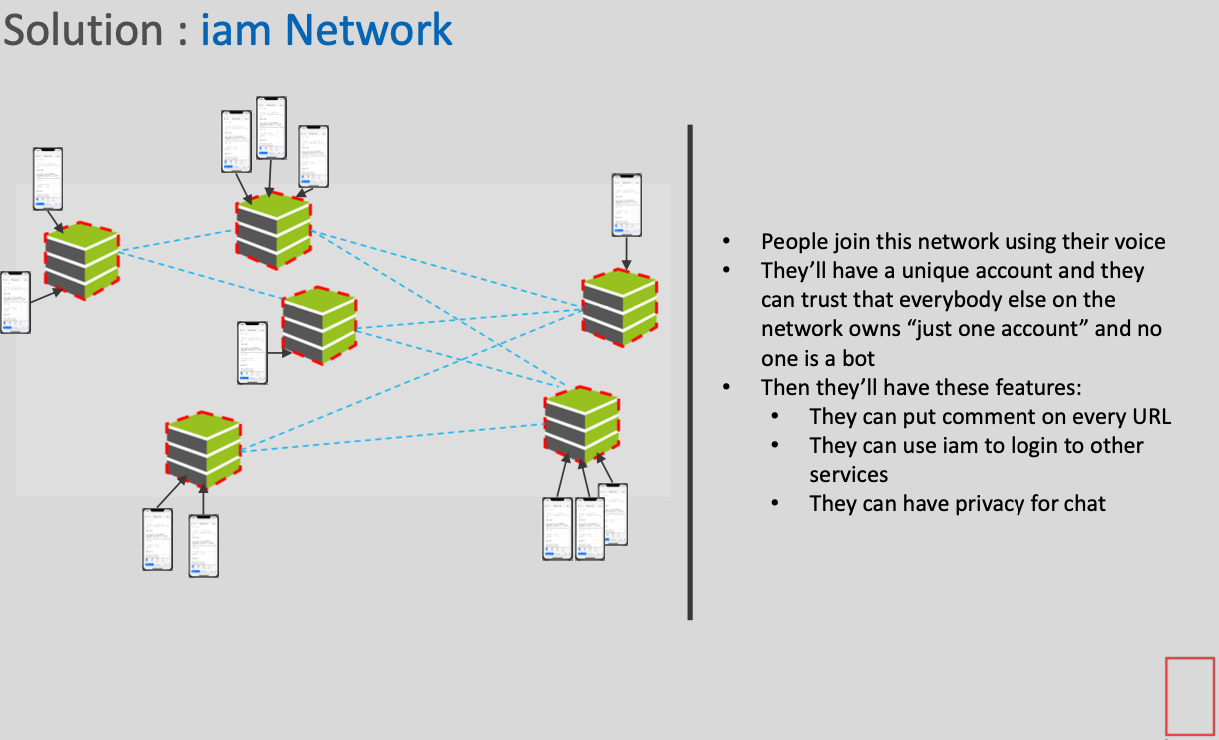 Solution : iam Network
• People join this network using their voice
• They’ll have a unique account and they
can trust that everybody else on the
network owns “just one account” and no
one is a bot
• Then they’ll have these features:
• They can put comment on every URL
• They can use iam to login to other
services
• They can have privacy for chat